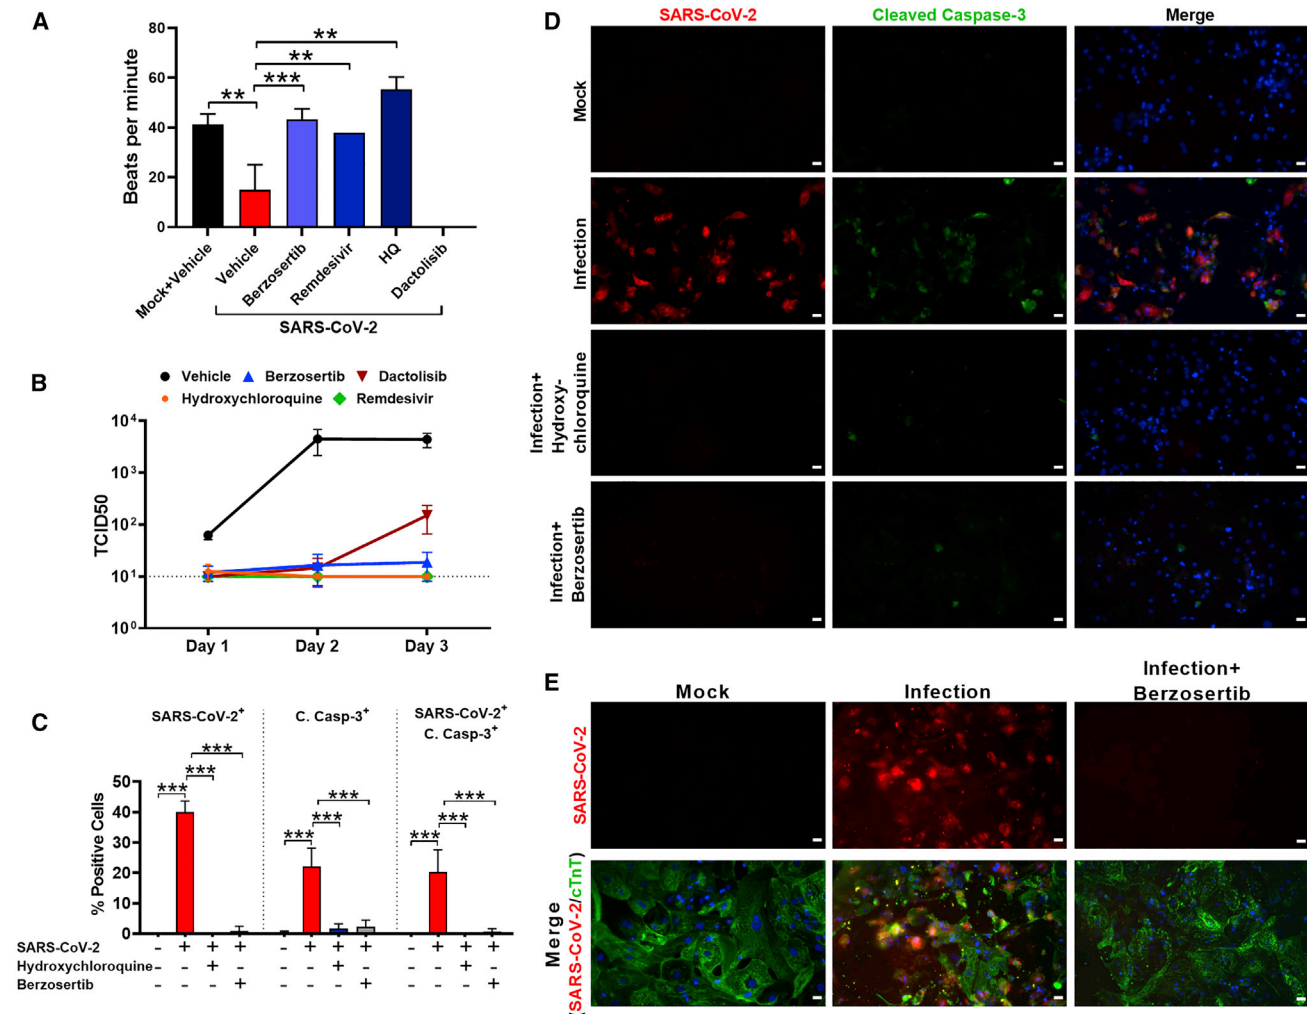 A
Beats per minute
80
60
40
20
0
**
***
**
**
Mock+Vehicle
Vehicle
Berzosertib
Remdesivir
HQ
Dactolisib
SARS-CoV-2
B
Vehicle
Berzosertib
Dactolisib
Hydroxychloroquine
Remdesivir
TCID50
10⁴
10³
10²
10¹
10⁰
Day 1
Day 2
Day 3
C
SARS-CoV-2⁺
C. Casp-3⁺
SARS-CoV-2⁺
C. Casp-3⁺
% Positive Cells
50
40
30
20
10
0
***
***
***
***
***
***
***
***
***
SARS-CoV-2 - + + + - + + + - + + +
Hydroxychloroquine - - + - - - + - - - + -
Berzosertib - - - + - - - + - - - +
D
SARS-CoV-2
Cleaved Caspase-3
Merge
Mock
Infection
Infection+
Hydroxy-
chloroquine
Infection+
Berzosertib
E
Mock
Infection
Infection+
Berzosertib
SARS-CoV-2
Merge
(SARS-CoV-2/cTnT)